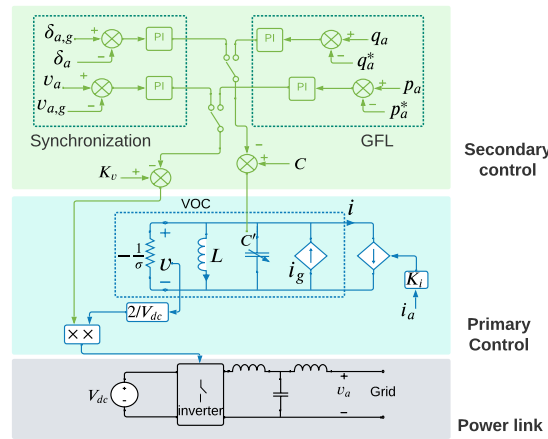 δa,g PI PI qa
δa qa*
va PI PI pa
va,g pa*
Synchronization GFL
Secondary
control
Kv C
VOC i
-1/σ v L C' ig
Ki
ia
2/Vdc
××
Primary
Control
Vdc inverter va Grid
Power link